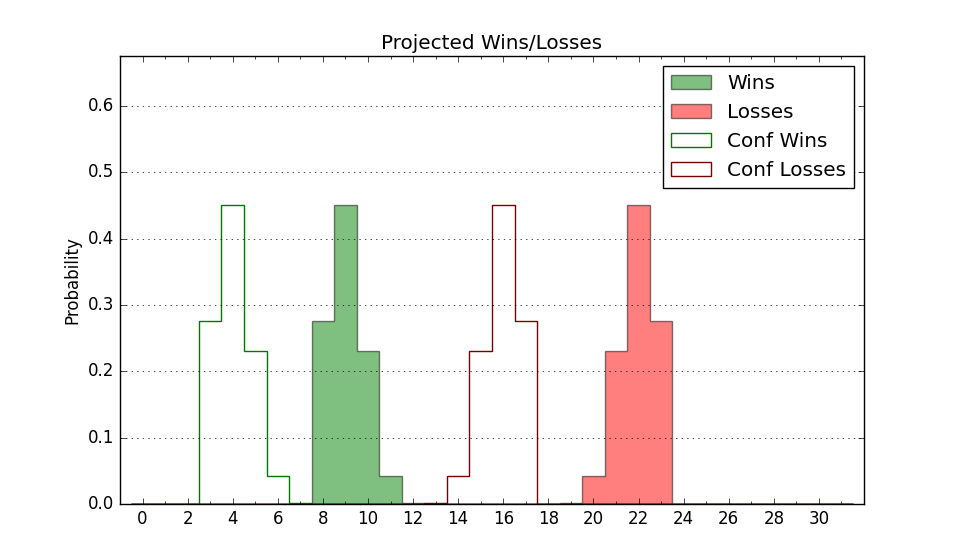 Projected Wins/Losses
Wins
Losses
Conf Wins
Conf Losses
Probability
0.6
0.5
0.4
0.3
0.2
0.1
0.0
0 2 4 6 8 10 12 14 16 18 20 22 24 26 28 30